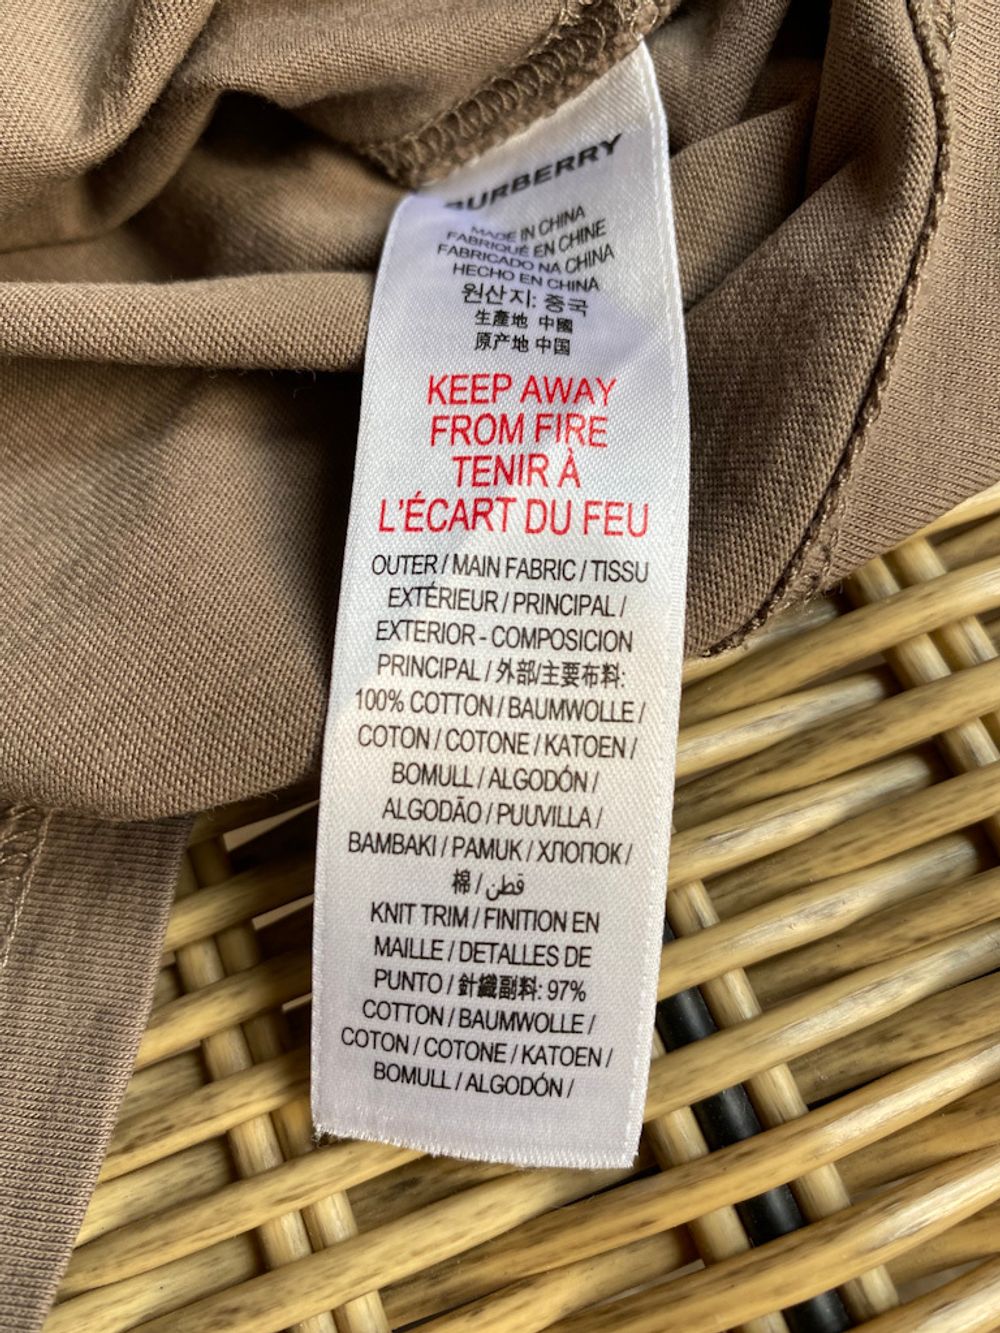 BURBERRY
MADE IN CHINA
FABRIQUÉ EN CHINE
FABRICADO NA CHINA
HECHO EN CHINA
원산지: 중국
生產地 中國
原产地 中国
KEEP AWAY
FROM FIRE
TENIR À
L'ÉCART DU FEU
OUTER / MAIN FABRIC / TISSU
EXTÉRIEUR / PRINCIPAL /
EXTERIOR - COMPOSICION
PRINCIPAL / 外部/主要布料:
100% COTTON / BAUMWOLLE /
COTON / COTONE / KATOEN /
BOMULL / ALGODÓN /
ALGODÃO / PUUVILLA /
BAMBAKI / PAMUK / ХЛОПОК /
棉 / قطن
KNIT TRIM / FINITION EN
MAILLE / DETALLES DE
PUNTO / 針織副料: 97%
COTTON / BAUMWOLLE /
COTON / COTONE / KATOEN /
BOMULL / ALGODÓN /